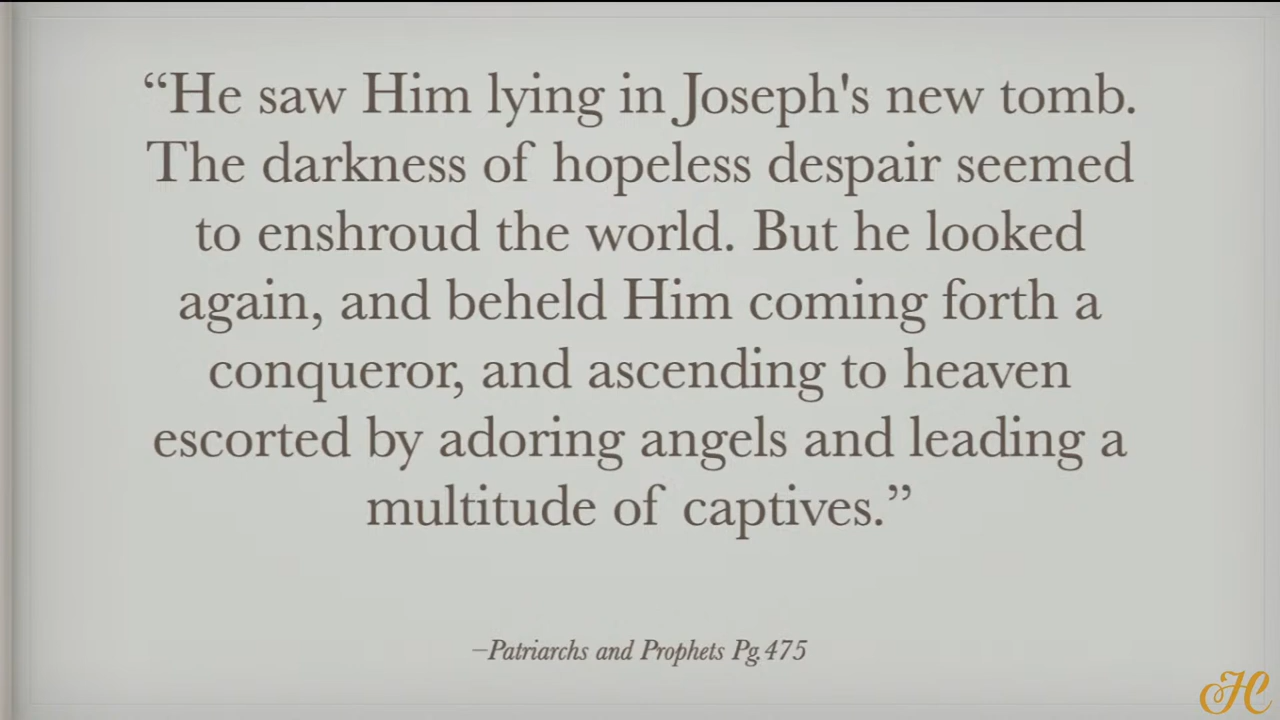 “He saw Him lying in Joseph's new tomb.
The darkness of hopeless despair seemed
to enshroud the world. But he looked
again, and beheld Him coming forth a
conqueror, and ascending to heaven
escorted by adoring angels and leading a
multitude of captives.”
–Patriarchs and Prophets Pg.475
H